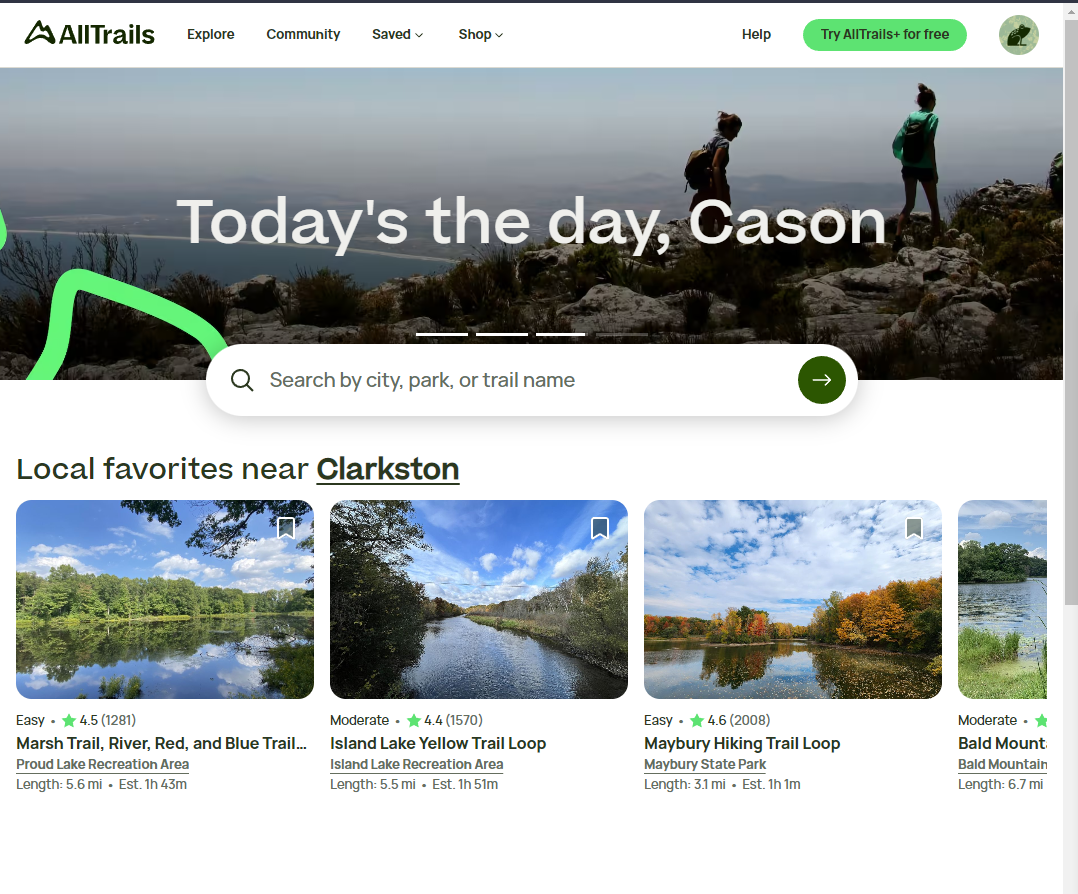 AllTrails Explore Community Saved Shop Help Try AllTrails+ for free
Today's the day, Cason
Search by city, park, or trail name
Local favorites near Clarkston
Easy • 4.5 (1281)
Marsh Trail, River, Red, and Blue Trail...
Proud Lake Recreation Area
Length: 5.6 mi • Est. 1h 43m
Moderate • 4.4 (1570)
Island Lake Yellow Trail Loop
Island Lake Recreation Area
Length: 5.5 mi • Est. 1h 51m
Easy • 4.6 (2008)
Maybury Hiking Trail Loop
Maybury State Park
Length: 3.1 mi • Est. 1h 1m
Moderate •
Bald Mount
Bald Mountain
Length: 6.7 mi